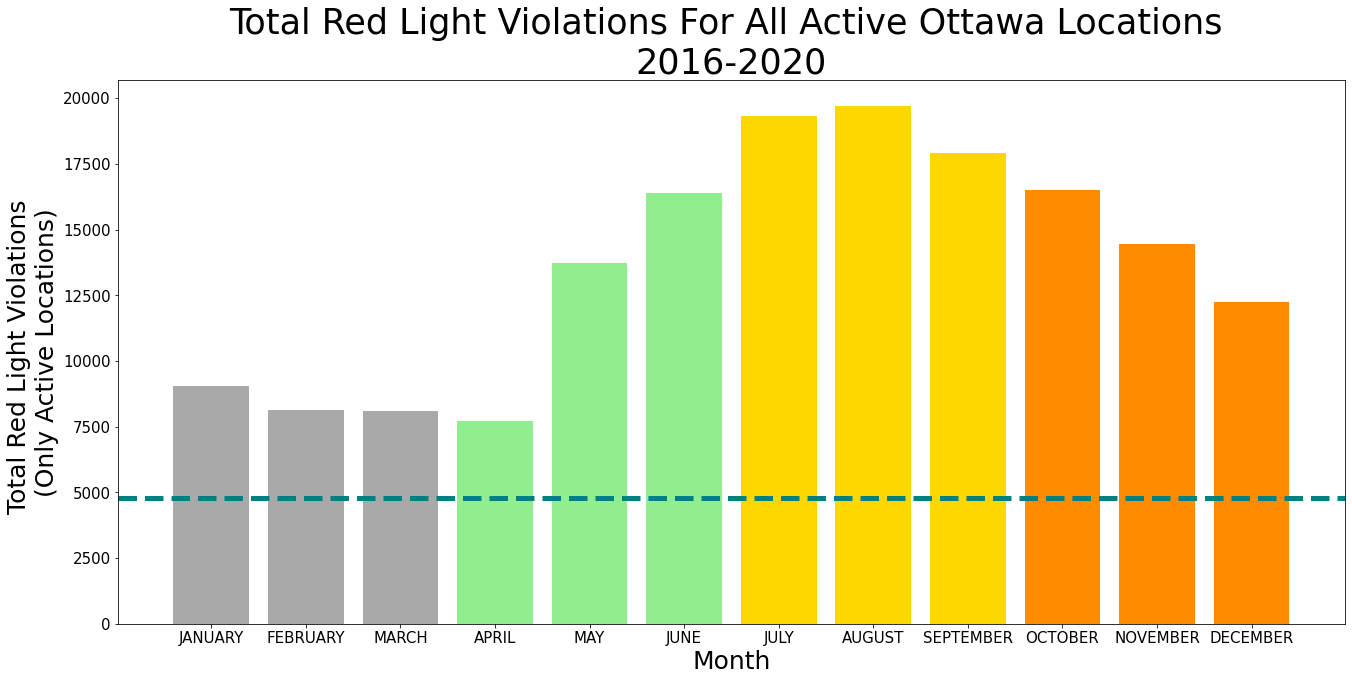 Total Red Light Violations For All Active Ottawa Locations
2016-2020
Total Red Light Violations
(Only Active Locations)
20000
17500
15000
12500
10000
7500
5000
2500
0
JANUARY FEBRUARY MARCH APRIL MAY JUNE JULY AUGUST SEPTEMBER OCTOBER NOVEMBER DECEMBER
Month